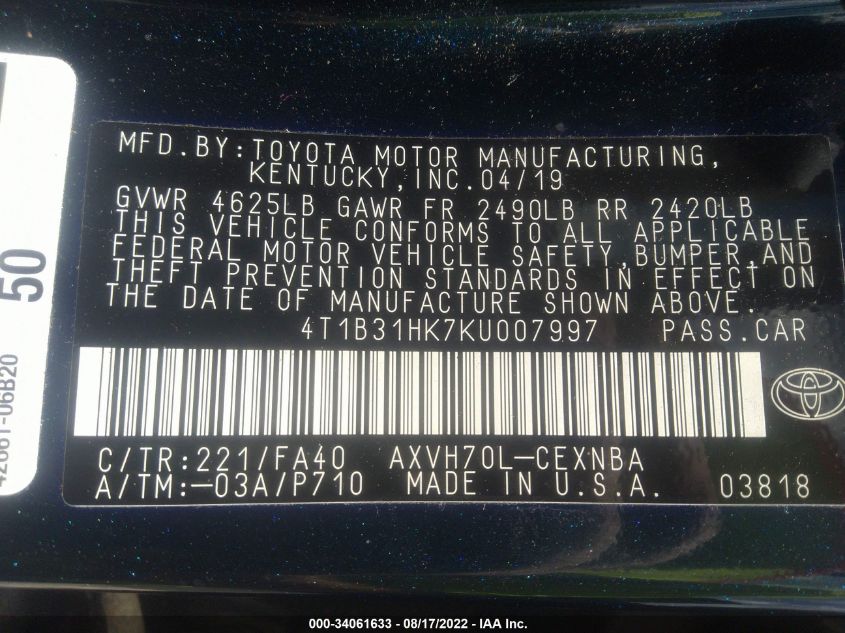 MFD.BY:TOYOTA MOTOR MANUFACTURING,
KENTUCKY,INC.04/19
GVWR 4625LB GAWR FR 2490LB RR 2420LB
THIS VEHICLE CONFORMS TO ALL APPLICABLE
FEDERAL MOTOR VEHICLE SAFETY,BUMPER,AND
THEFT PREVENTION STANDARDS IN EFFECT ON
THE DATE OF MANUFACTURE SHOWN ABOVE.
4T1B31HK7KU007997 PASS.CAR
C/TR:221/FA40 AXVH70L-CEXNBA
A/TM:-03A/P710 MADE IN U.S.A. 03818
50
42661-06B20
000-34061633 - 08/17/2022 - IAA Inc.